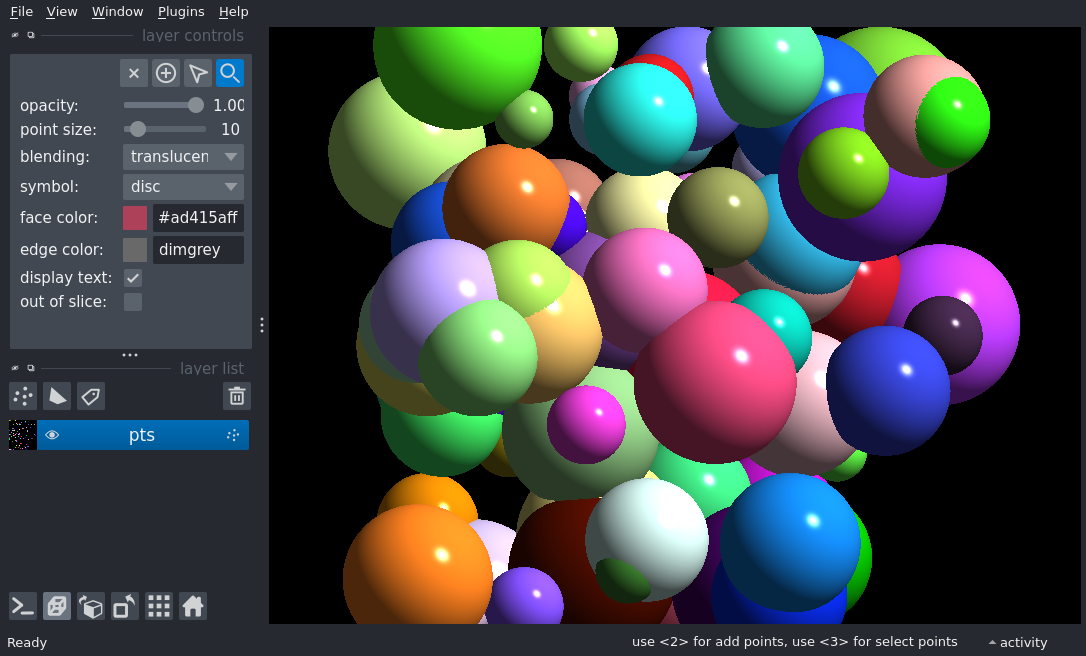 File View Window Plugins Help
layer controls
opacity: 1.00
point size: 10
blending: translucen
symbol: disc
face color: #ad415aff
edge color: dimgrey
display text:
out of slice:
layer list
pts
Ready
use <2> for add points, use <3> for select points
activity